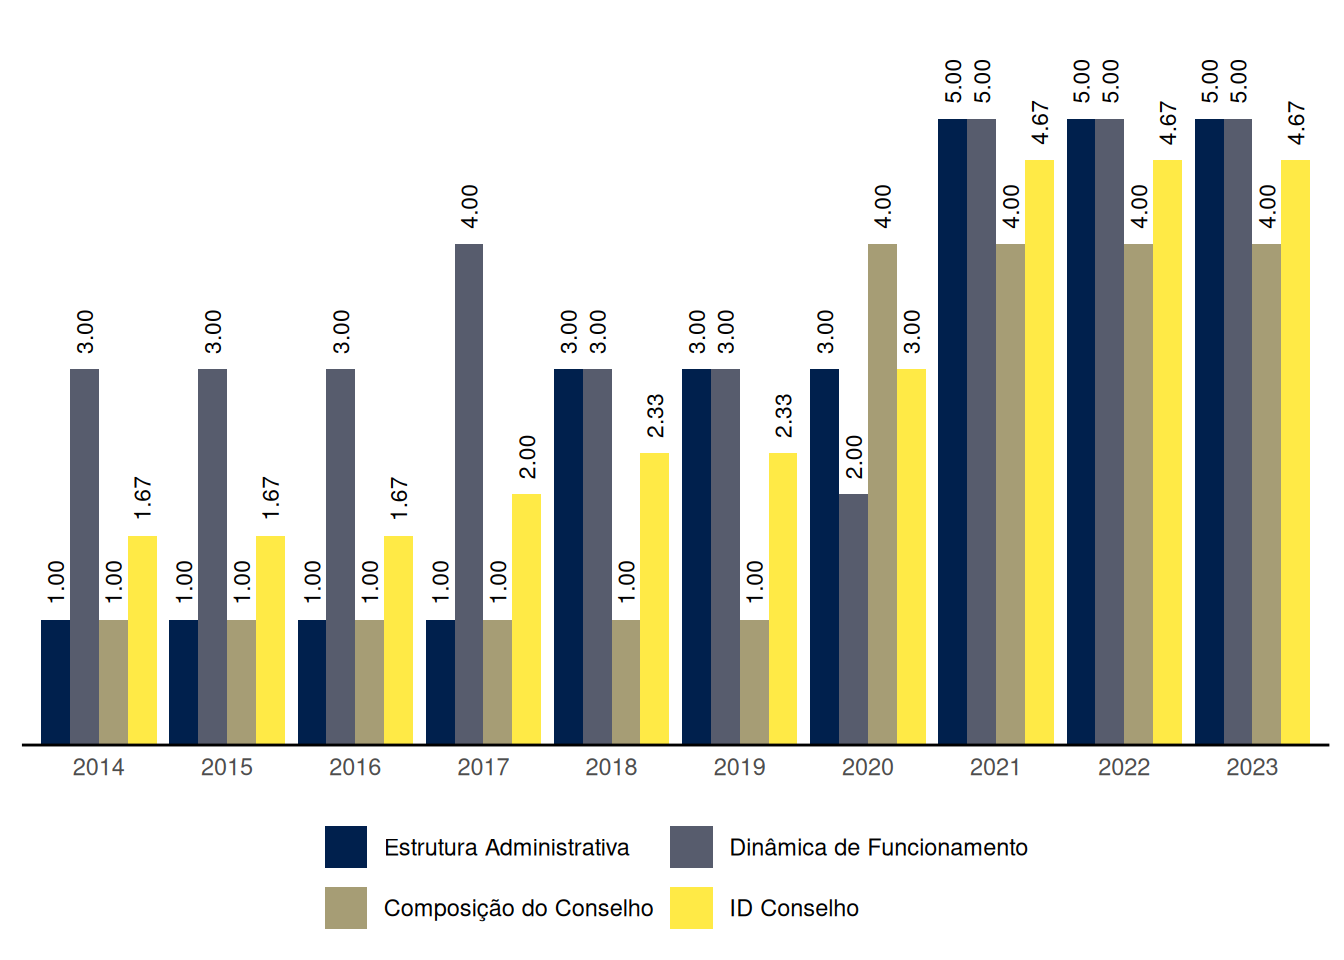 1.00 3.00 1.00 1.67 1.00 3.00 1.00 1.67 1.00 3.00 1.00 1.67 1.00 4.00 1.00 2.00 3.00 3.00 1.00 2.33 3.00 3.00 1.00 2.33 3.00 2.00 4.00 3.00 5.00 5.00 4.00 4.67 5.00 5.00 4.00 4.67 5.00 5.00 4.00 4.67
2014 2015 2016 2017 2018 2019 2020 2021 2022 2023
Estrutura Administrativa Dinâmica de Funcionamento
Composição do Conselho ID Conselho